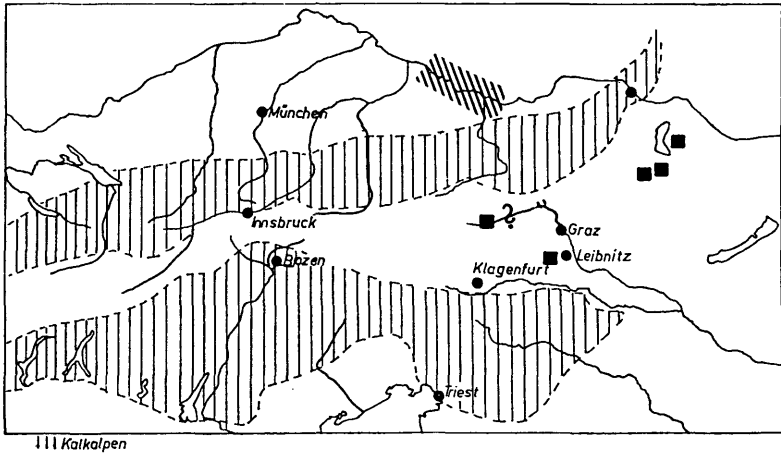 München
Innsbruck
?
Graz
Bozen
Leibnitz
Klagenfurt
Triest
Kalkalpen